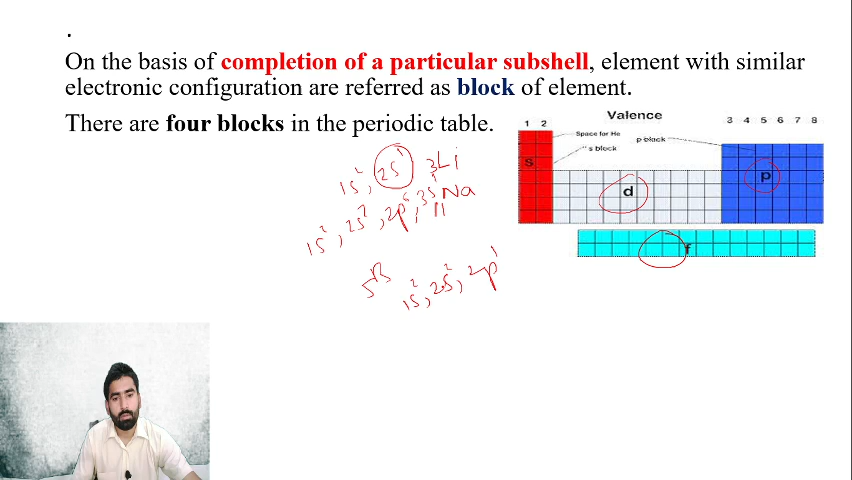 .
On the basis of completion of a particular subshell, element with similar
electronic configuration are referred as block of element.
There are four blocks in the periodic table.
Valence
1 2
3 4 5 6 7 8
Space for He
p block
s block
s
d
p
f
1s², 2s¹ ₃Li
1s², 2s², 2p⁶, 3s¹ Na
11
₅B 1s², 2s², 2p¹